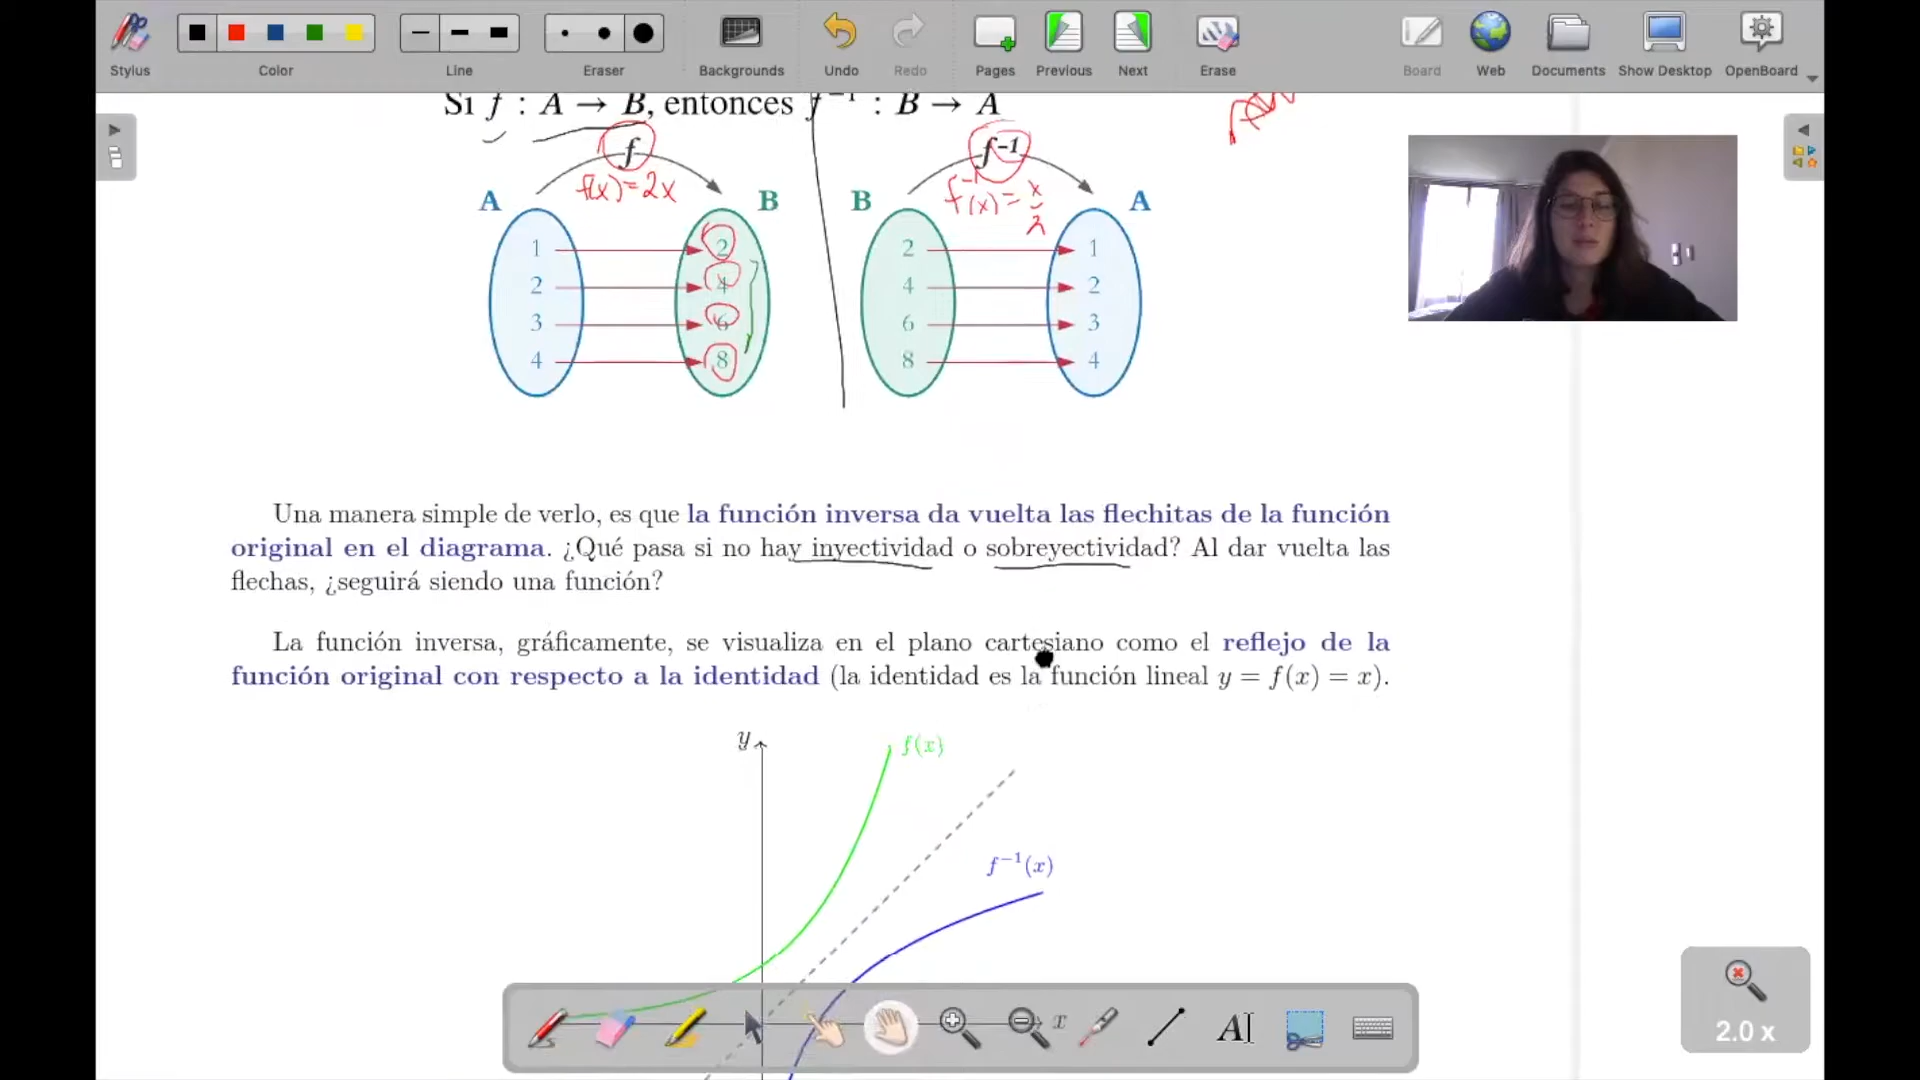 Stylus Color Line Eraser Backgrounds Undo Redo Pages Previous Next Erase Board Web Documents Show Desktop OpenBoard
Si f : A → B, entonces f⁻¹ : B → A
f f⁻¹
f(x)=2x f⁻¹(x)=x/2
A B B A
1 2 2 1
2 4 4 2
3 6 6 3
4 8 8 4
Una manera simple de verlo, es que la función inversa da vuelta las flechitas de la función
original en el diagrama. ¿Qué pasa si no hay inyectividad o sobreyectividad? Al dar vuelta las
flechas, ¿seguirá siendo una función?
La función inversa, gráficamente, se visualiza en el plano cartesiano como el reflejo de la
función original con respecto a la identidad (la identidad es la función lineal y = f(x) = x).
y f(x)
f⁻¹(x)
x
2.0 x